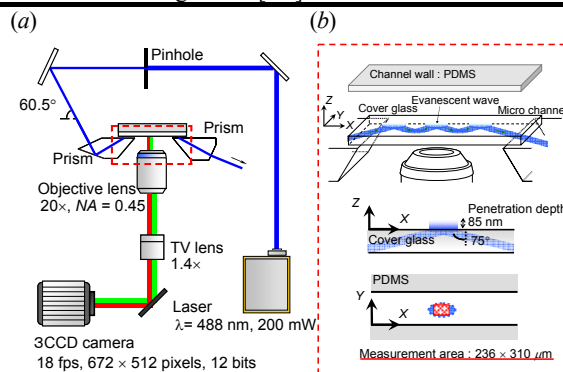 (a)
Pinhole
60.5°
Prism
Prism
Objective lens
20×, NA = 0.45
TV lens
1.4×
Laser
λ= 488 nm, 200 mW
3CCD camera
18 fps, 672 × 512 pixels, 12 bits
(b)
Channel wall : PDMS
Z
Y
X
Cover glass
Evanescent wave
Micro channel
Z
X
Penetration depth
85 nm
Cover glass
75°
PDMS
Y
X
Measurement area : 236 × 310 μm